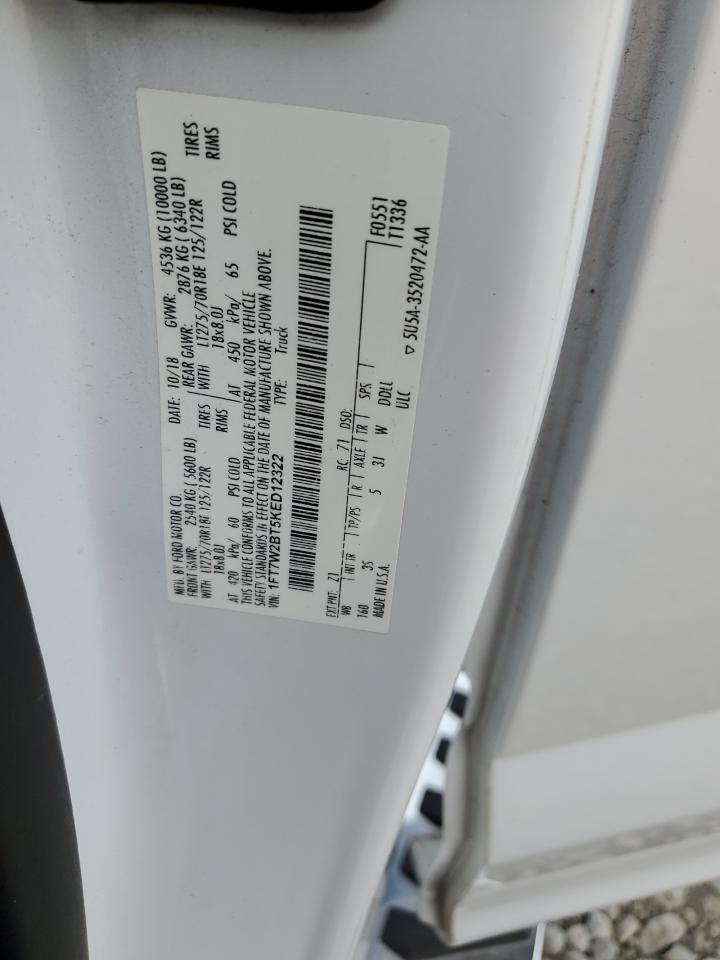 MFD. BY FORD MOTOR CO. DATE: 10/18 GVWR: 4536 KG (10000 LB)
FRONT GAWR: 2540 KG ( 5600 LB) REAR GAWR: 2876 KG ( 6340 LB)
WITH LT275/70R18E 125/122R TIRES WITH LT275/70R18E 125/122R TIRES
18x8.0J RIMS 18x8.0J RIMS
AT 420 kPa/ 60 PSI COLD AT 450 kPa/ 65 PSI COLD
THIS VEHICLE CONFORMS TO ALL APPLICABLE FEDERAL MOTOR VEHICLE
SAFETY STANDARDS IN EFFECT ON THE DATE OF MANUFACTURE SHOWN ABOVE.
VIN: 1FT7W2BT5KED12322 TYPE: Truck
EXT PNT: Z1 RC: 71 DSO: F0551
WB INT TR TP/PS R AXLE TR SPS T1336
160 3S 5 31 W DDLL
MADE IN U.S.A. ULC 5U5A-3520472-AA